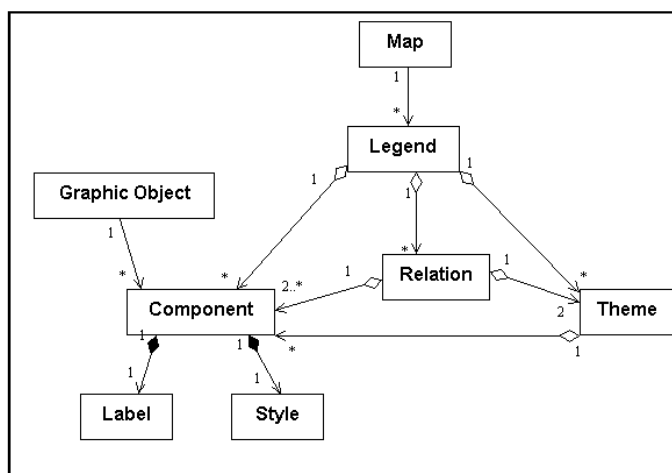 Map
1
*
Legend
1
1
1
Graphic Object
1
*
*
*
Relation
1
1
*
2..*
Component
2
Theme
1
1
*
1
1
1
Label
Style